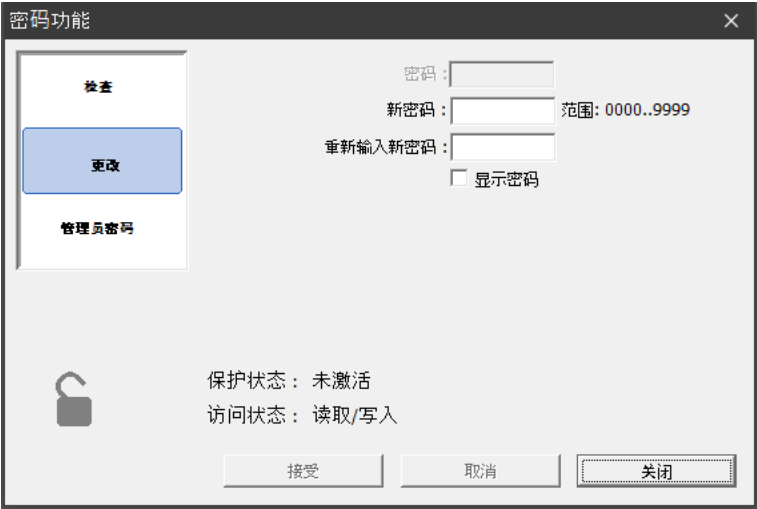 密码功能
检查
更改
管理员密码
密码 :
新密码 : 范围: 0000..9999
重新输入新密码 :
显示密码
保护状态 : 未激活
访问状态 : 读取/写入
接受 取消 关闭